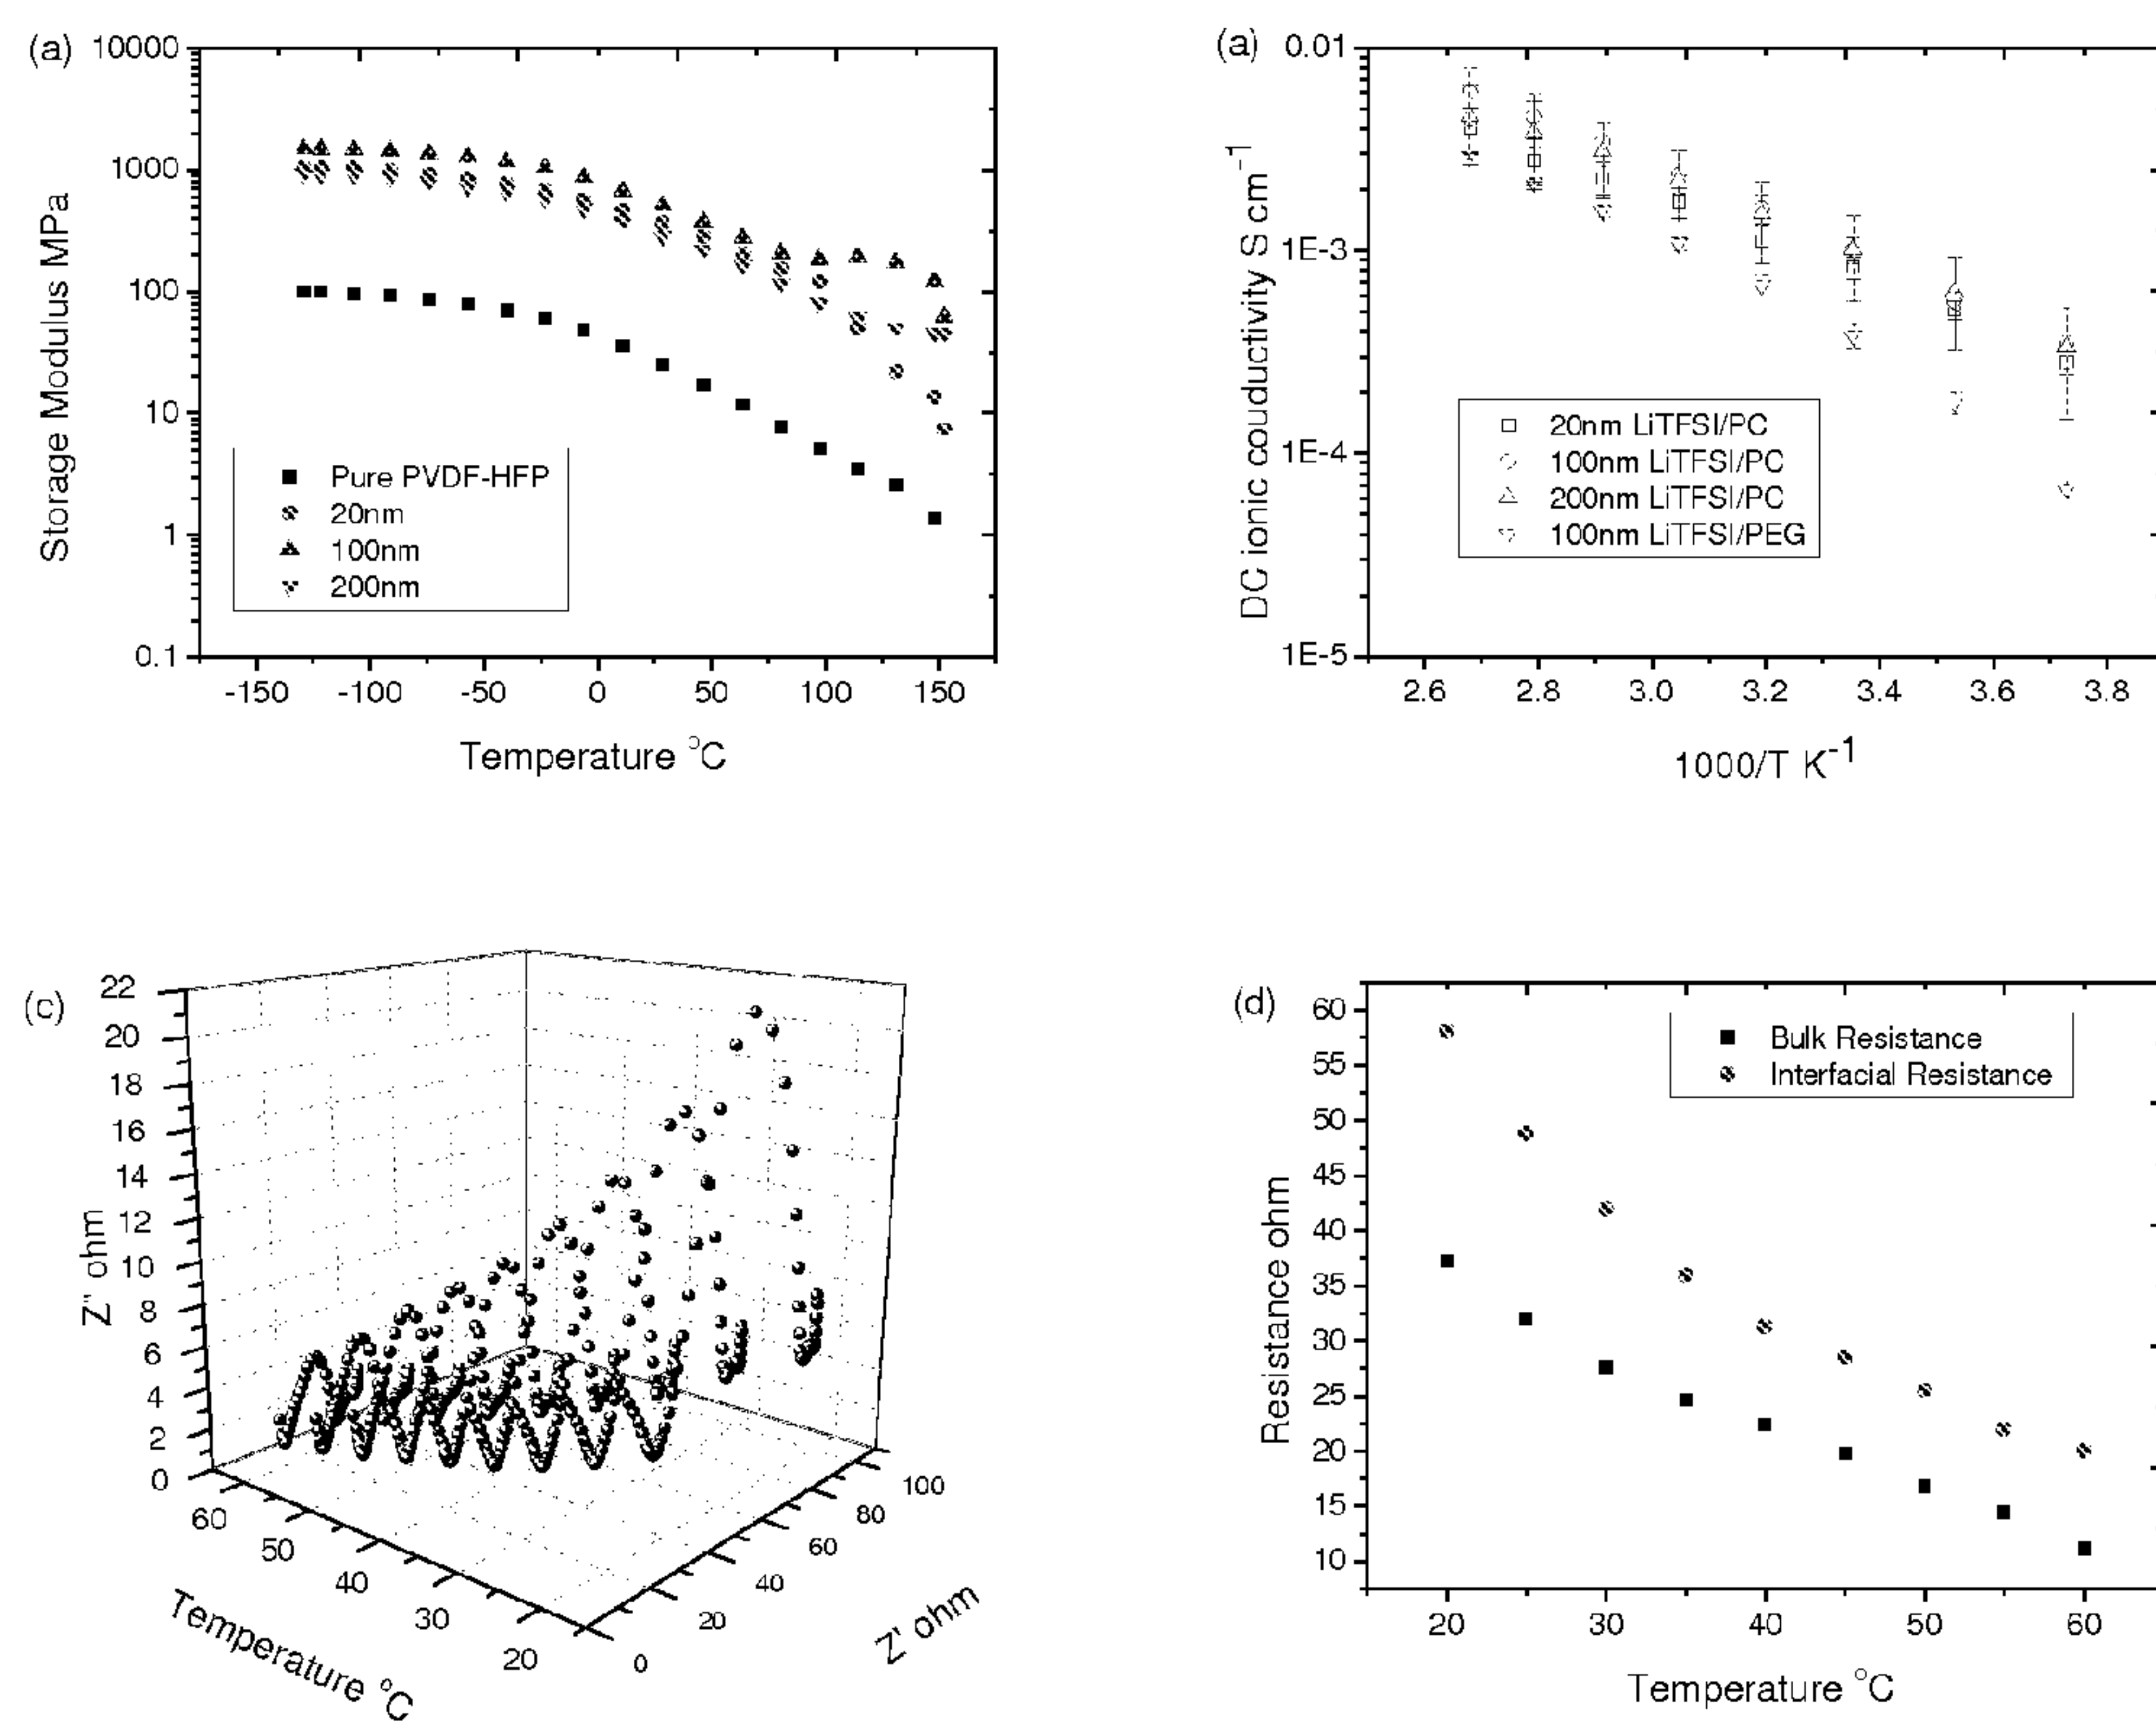 (a)
10000
1000
100
10
1
0.1
Storage Modulus MPa
Pure PVDF-HFP
20nm
100nm
200nm
-150 -100 -50 0 50 100 150
Temperature °C
(a)
0.01
1E-3
1E-4
1E-5
DC ionic couductivity S cm⁻¹
20nm LiTFSI/PC
100nm LiTFSI/PC
200nm LiTFSI/PC
100nm LiTFSI/PEG
2.6 2.8 3.0 3.2 3.4 3.6 3.8
1000/T K⁻¹
(c)
22
20
18
16
14
12
10
8
6
4
2
0
Z'' ohm
60 50 40 30 20
Temperature °C
0 20 40 60 80 100
Z' ohm
(d)
60
55
50
45
40
35
30
25
20
15
10
Resistance ohm
Bulk Resistance
Interfacial Resistance
20 30 40 50 60
Temperature °C